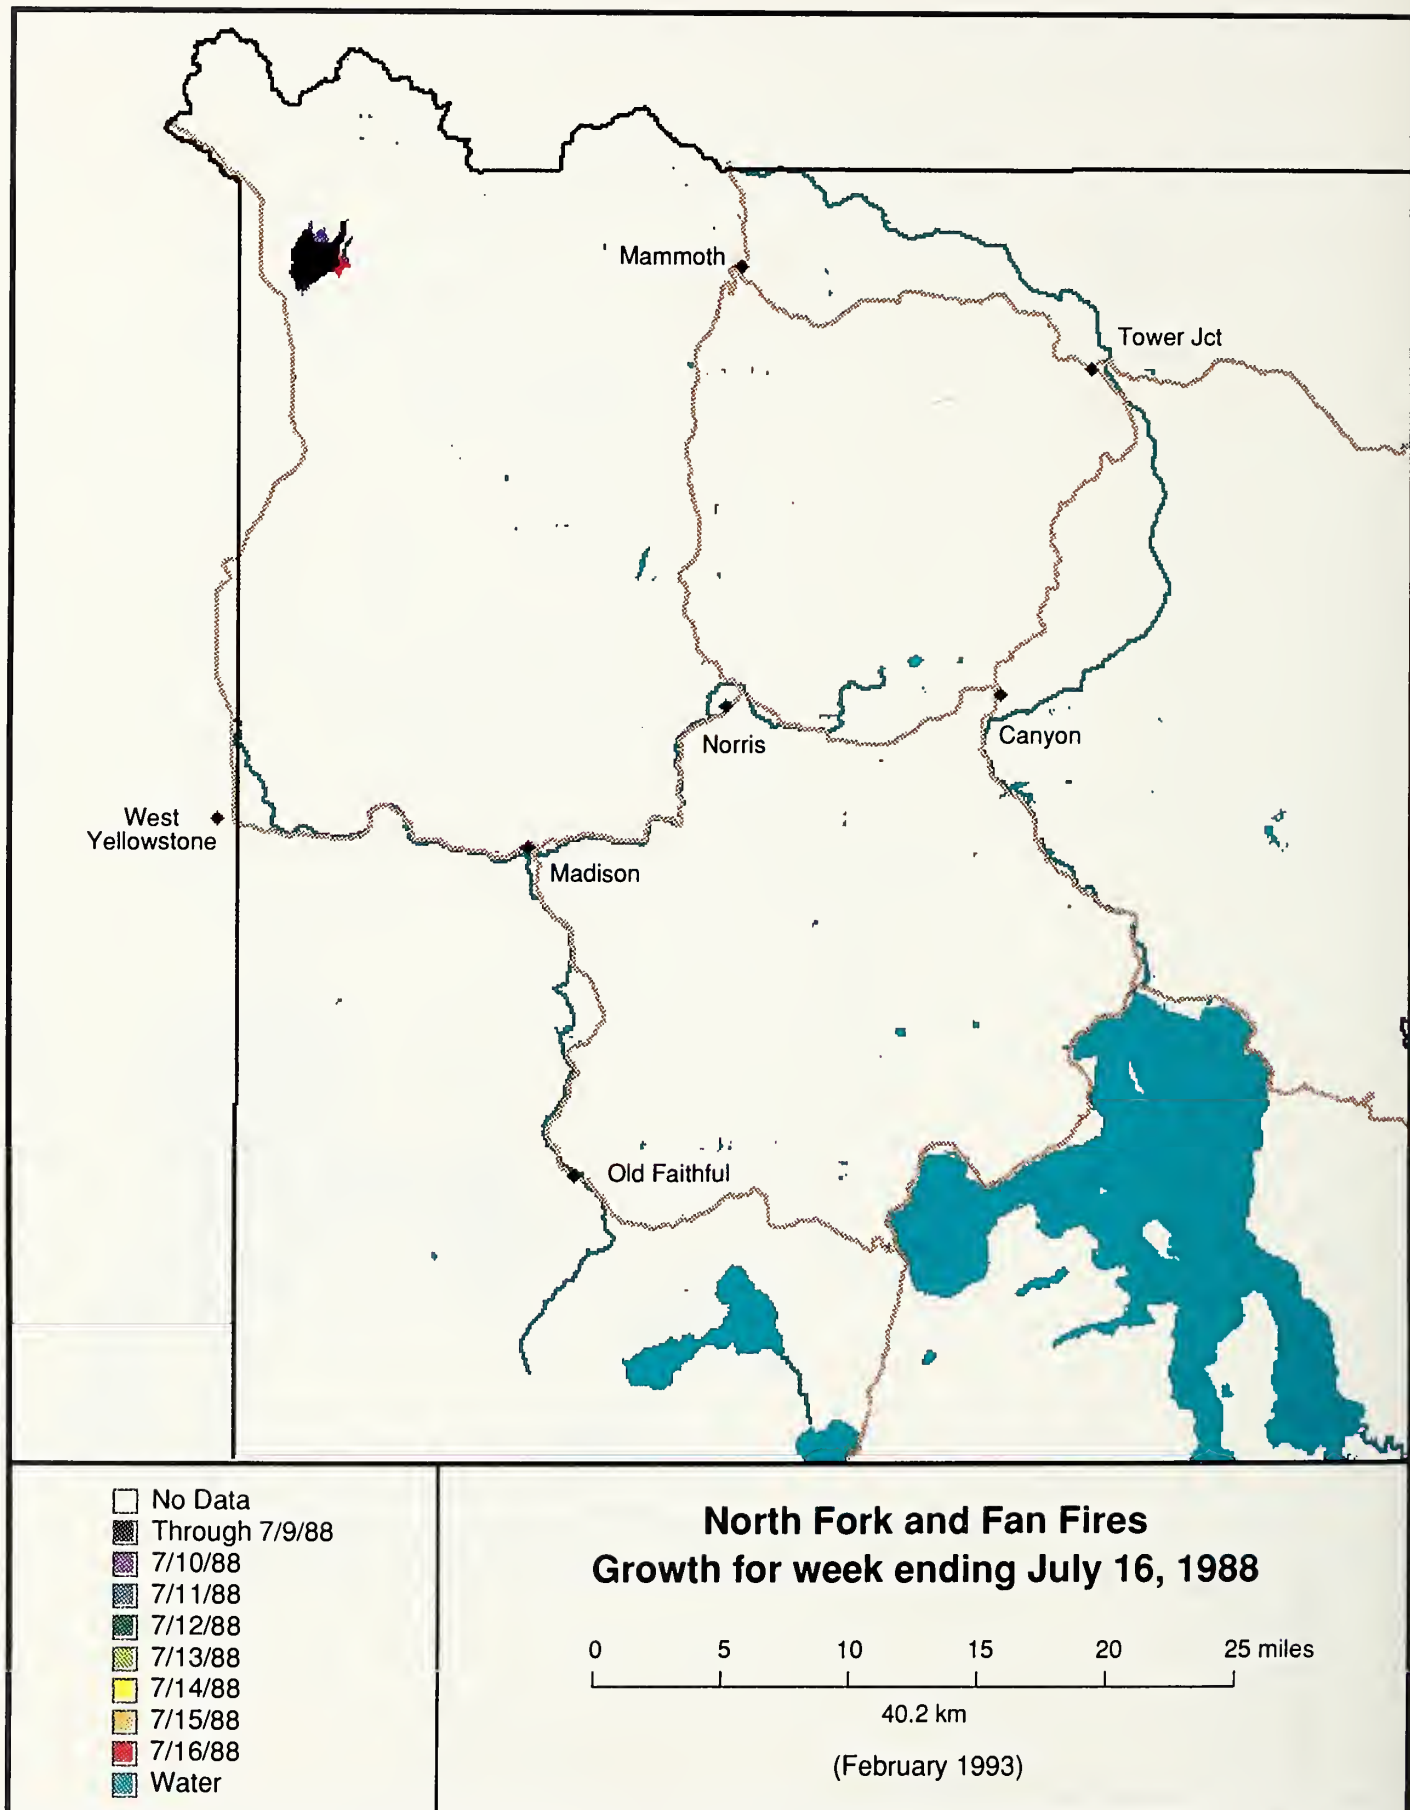 Mammoth
Tower Jct
Norris
Canyon
West
Yellowstone
Madison
Old Faithful
No Data
Through 7/9/88
7/10/88
7/11/88
7/12/88
7/13/88
7/14/88
7/15/88
7/16/88
Water
North Fork and Fan Fires
Growth for week ending July 16, 1988
0 5 10 15 20 25 miles
40.2 km
(February 1993)